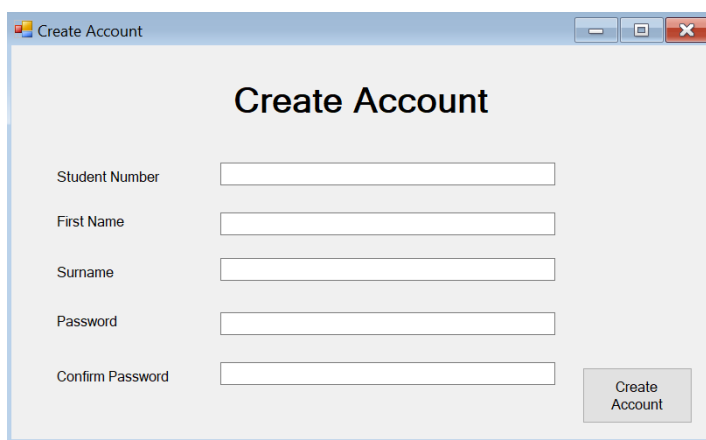 Create Account
Create Account
Student Number
First Name
Surname
Password
Confirm Password
Create
Account